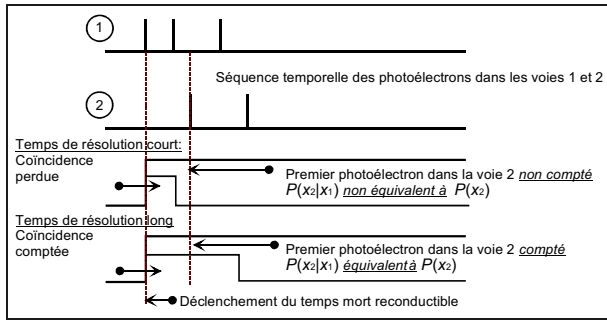 1
Séquence temporelle des photoélectrons dans les voies 1 et 2
2
Temps de résolution court:
Coïncidence
perdue
Premier photoélectron dans la voie 2 non compté
P(x2|x1) non équivalent à P(x2)
Temps de résolution long
Coïncidence
comptée
Premier photoélectron dans la voie 2 compté
P(x2|x1) équivalentà P(x2)
Déclenchement du temps mort reconductible